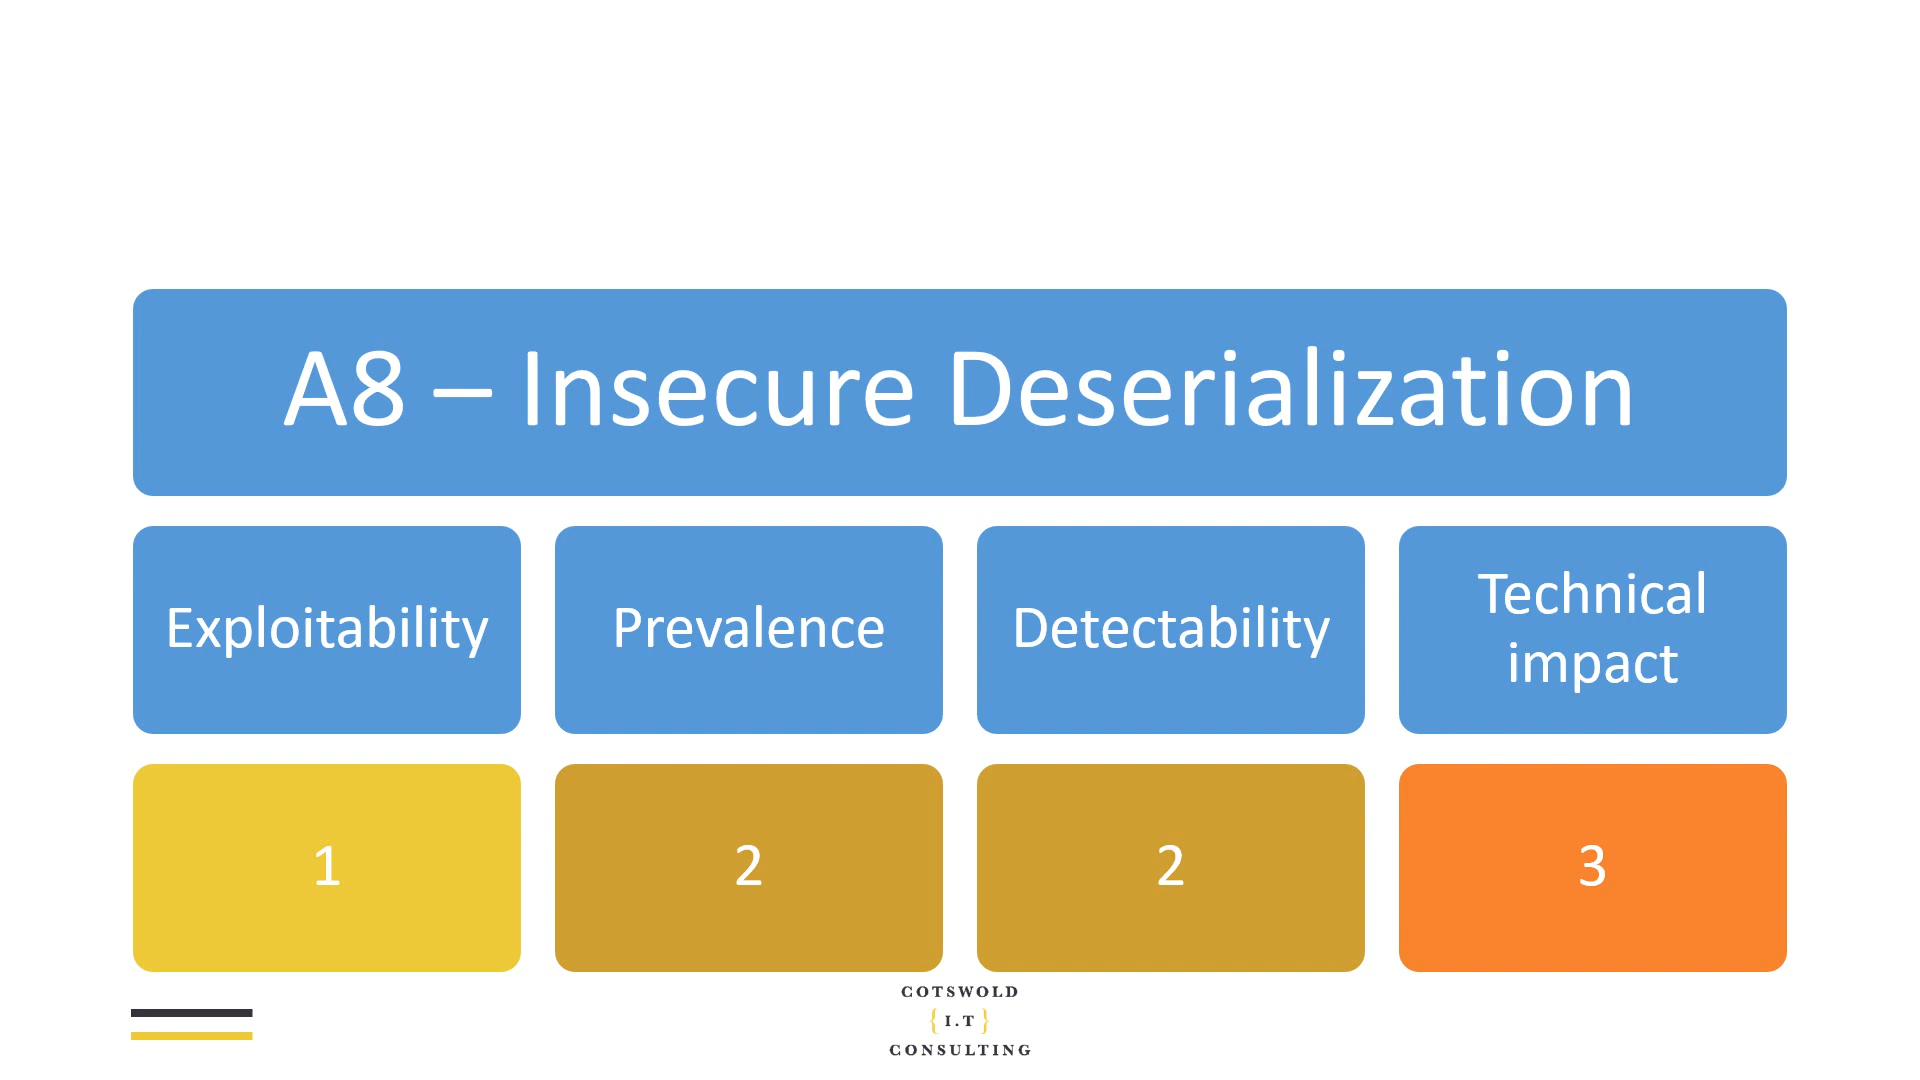 A8 – Insecure Deserialization
Exploitability
Prevalence
Detectability
Technical
impact
1
2
2
3
COTSWOLD
{ I.T }
CONSULTING